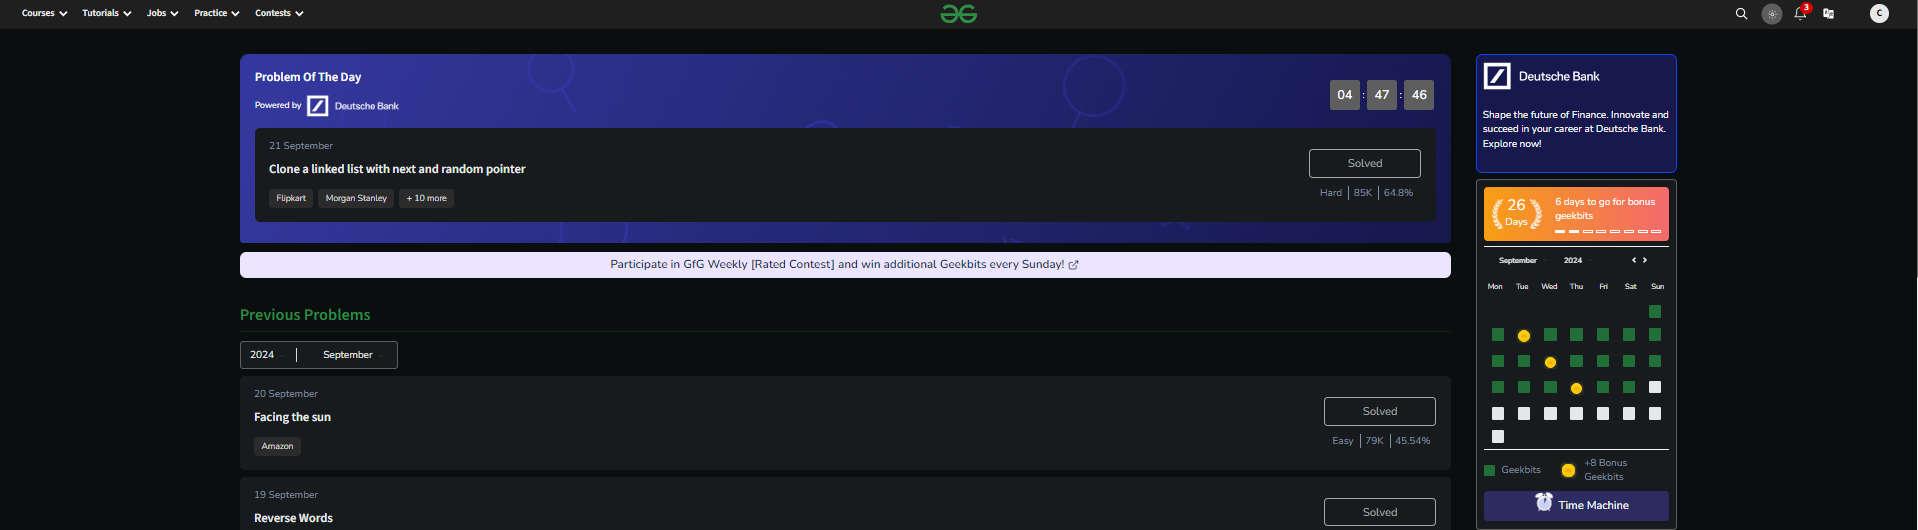 Courses Tutorials Jobs Practice Contests
3
C
Problem Of The Day
Powered by Deutsche Bank
04 : 47 : 46
21 September
Clone a linked list with next and random pointer
Flipkart Morgan Stanley + 10 more
Solved
Hard 85K 64.8%
Participate in GfG Weekly [Rated Contest] and win additional Geekbits every Sunday!
Previous Problems
2024 September
20 September
Facing the sun
Amazon
Solved
Easy 79K 45.54%
19 September
Reverse Words
Solved
Deutsche Bank
Shape the future of Finance. Innovate and
succeed in your career at Deutsche Bank.
Explore now!
26
Days
6 days to go for bonus
geekbits
September 2024
Mon Tue Wed Thu Fri Sat Sun
Geekbits
+8 Bonus
Geekbits
Time Machine